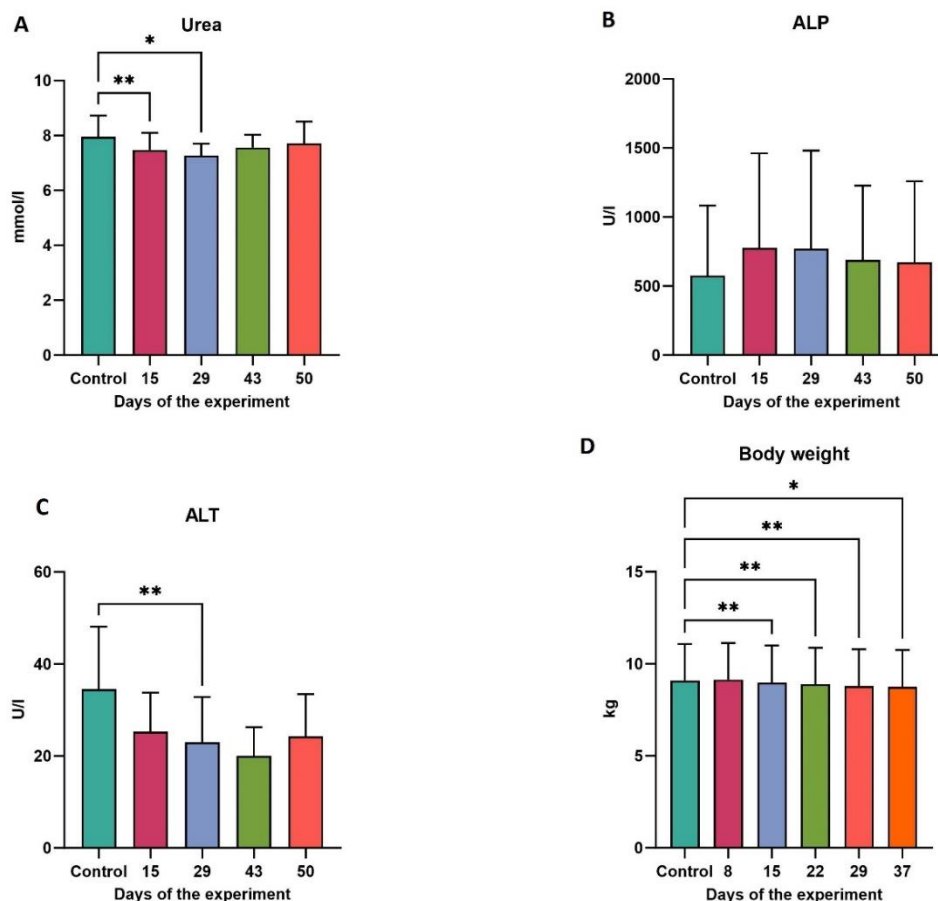 A
Urea
*
**
10
8
6
4
2
0
mmol/l
Control 15 29 43 50
Days of the experiment
B
ALP
2000
1500
1000
500
0
U/l
Control 15 29 43 50
Days of the experiment
C
ALT
**
60
40
20
0
U/l
Control 15 29 43 50
Days of the experiment
D
Body weight
*
**
**
**
15
10
5
0
kg
Control 8 15 22 29 37
Days of the experiment